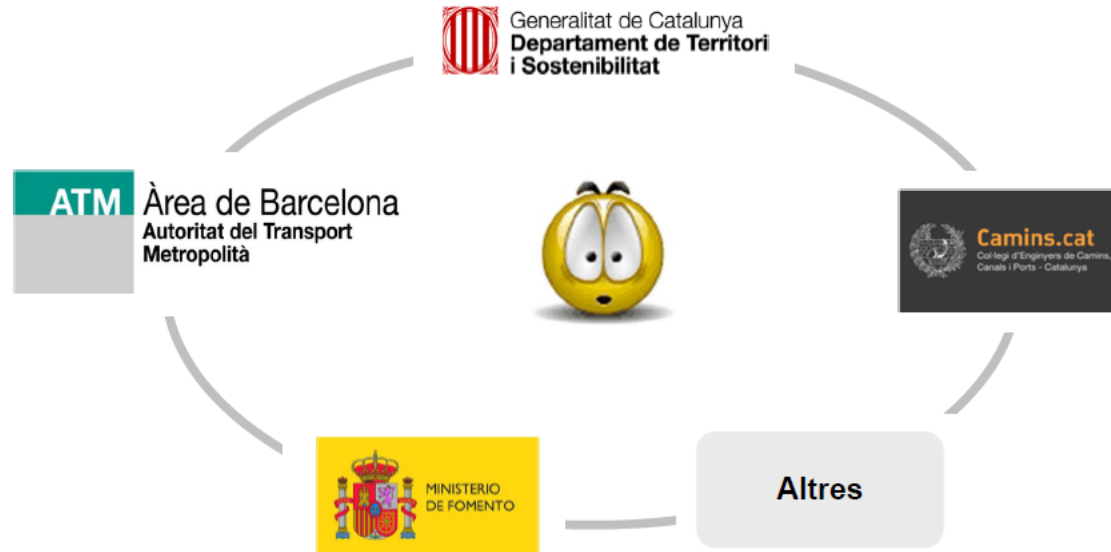 Generalitat de Catalunya
Departament de Territori
i Sostenibilitat
ATM
Àrea de Barcelona
Autoritat del Transport
Metropolità
Camins.cat
Col·legi d'Enginyers de Camins,
Canals i Ports - Catalunya
MINISTERIO
DE FOMENTO
Altres